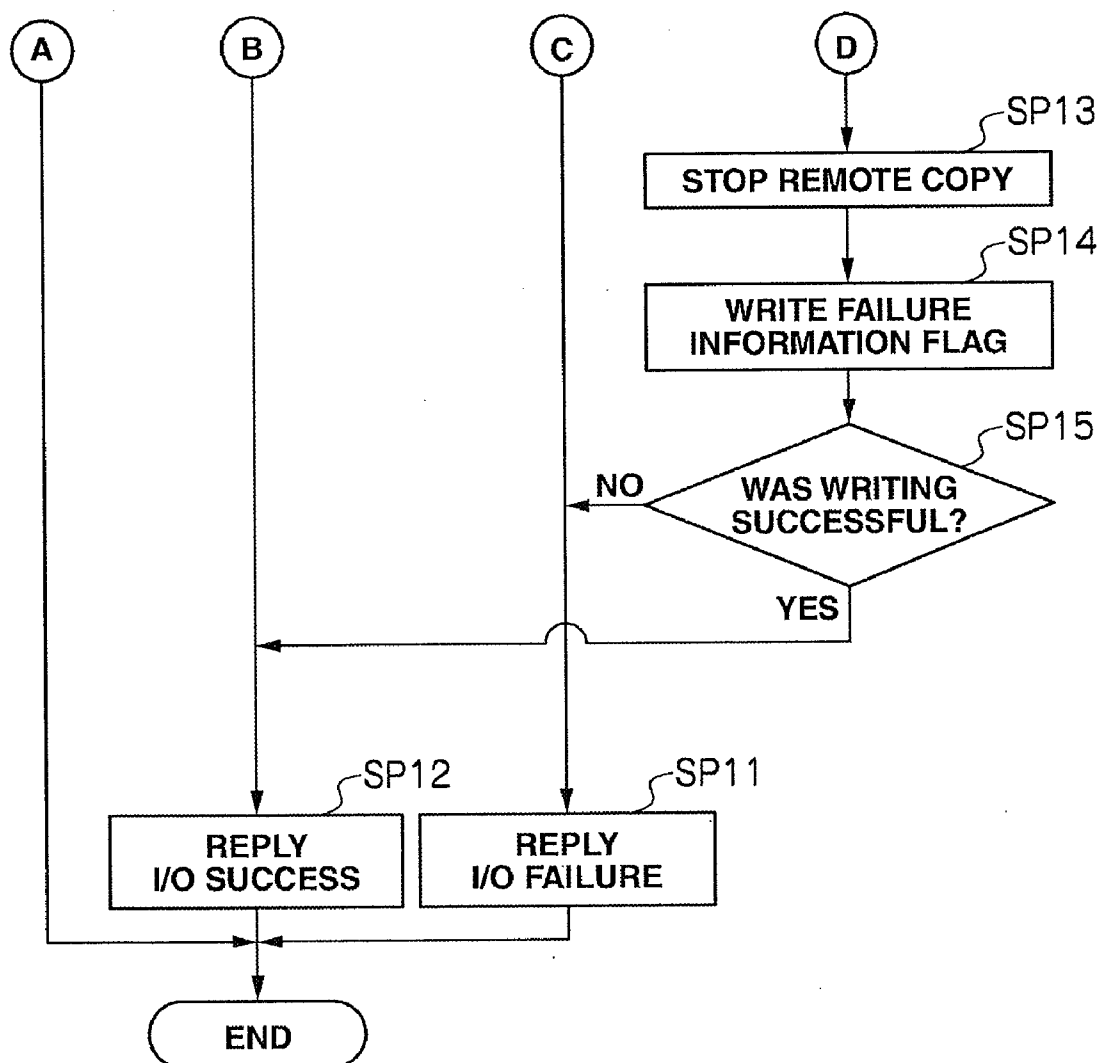 A
B
C
D
SP13
STOP REMOTE COPY
SP14
WRITE FAILURE
INFORMATION FLAG
SP15
NO
WAS WRITING
SUCCESSFUL?
YES
SP12
SP11
REPLY
I/O SUCCESS
REPLY
I/O FAILURE
END